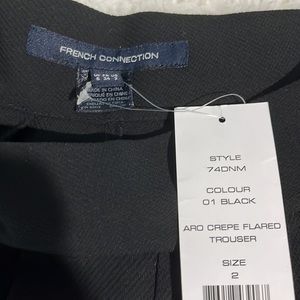 FRENCH CONNECTION
MADE IN CHINA
STYLE
74DNM
COLOUR
01 BLACK
ARO CREPE FLARED
TROUSER
SIZE
2